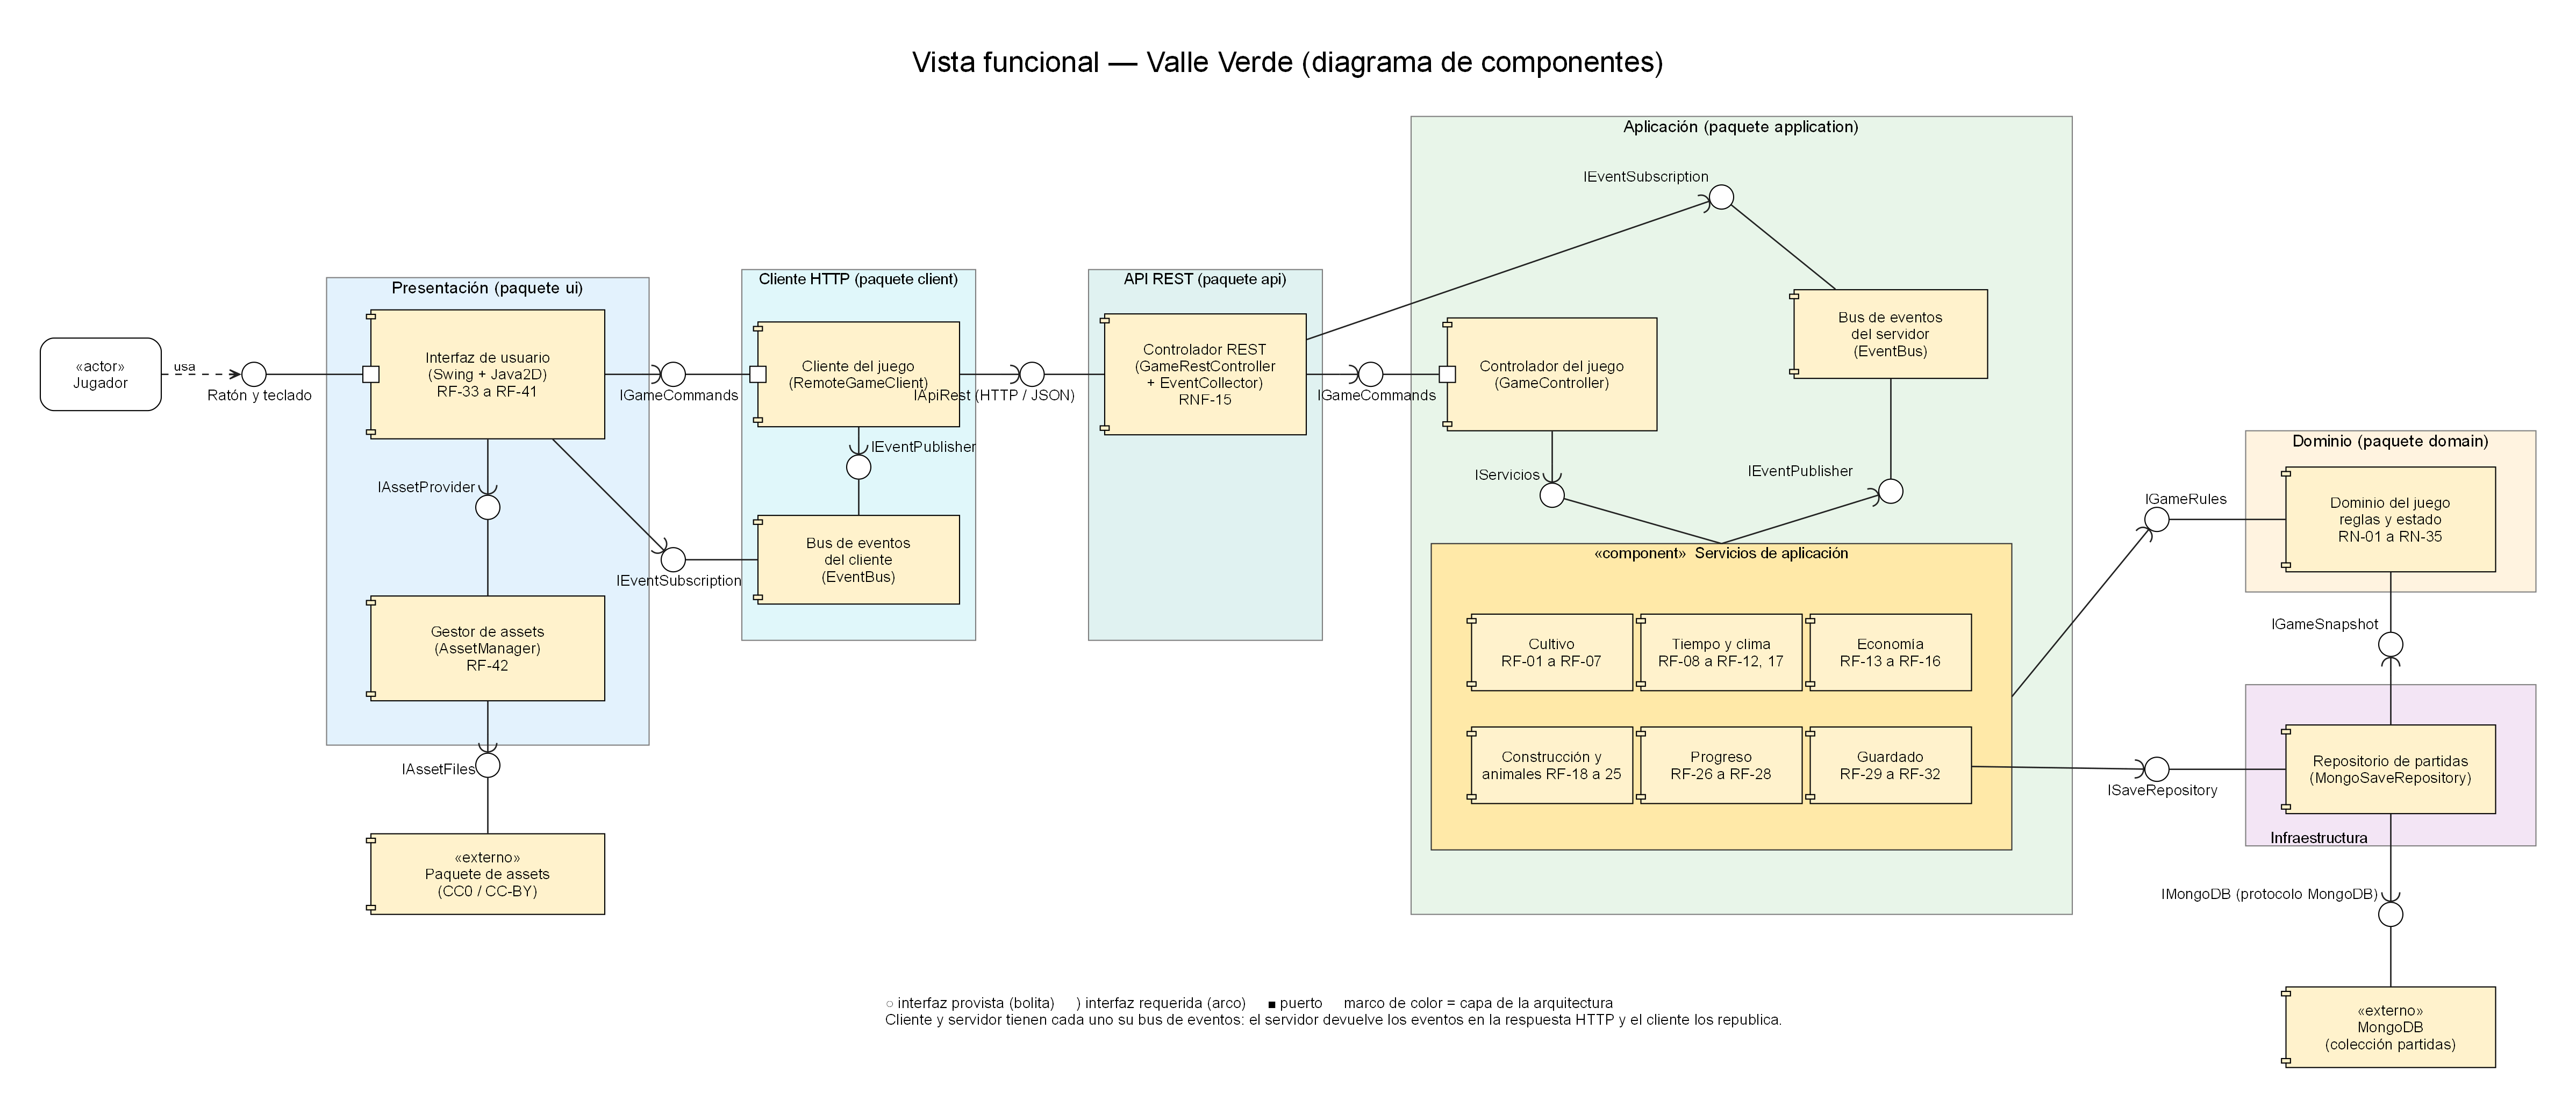 Vista funcional — Valle Verde (diagrama de componentes)
«actor»
Jugador
usa
Ratón y teclado
Presentación (paquete ui)
Interfaz de usuario
(Swing + Java2D)
RF-33 a RF-41
IAssetProvider
Gestor de assets
(AssetManager)
RF-42
IAssetFiles
«externo»
Paquete de assets
(CC0 / CC-BY)
IGameCommands
IEventSubscription
Cliente HTTP (paquete client)
Cliente del juego
(RemoteGameClient)
IEventPublisher
Bus de eventos
del cliente
(EventBus)
IApiRest (HTTP / JSON)
API REST (paquete api)
Controlador REST
(GameRestController
+ EventCollector)
RNF-15
IGameCommands
Aplicación (paquete application)
IEventSubscription
Controlador del juego
(GameController)
Bus de eventos
del servidor
(EventBus)
IServicios
IEventPublisher
«component» Servicios de aplicación
Cultivo
RF-01 a RF-07
Tiempo y clima
RF-08 a RF-12, 17
Economía
RF-13 a RF-16
Construcción y
animales RF-18 a 25
Progreso
RF-26 a RF-28
Guardado
RF-29 a RF-32
IGameRules
Dominio (paquete domain)
Dominio del juego
reglas y estado
RN-01 a RN-35
IGameSnapshot
ISaveRepository
Repositorio de partidas
(MongoSaveRepository)
Infraestructura
IMongoDB (protocolo MongoDB)
«externo»
MongoDB
(colección partidas)
○ interfaz provista (bolita) ) interfaz requerida (arco) ■ puerto marco de color = capa de la arquitectura
Cliente y servidor tienen cada uno su bus de eventos: el servidor devuelve los eventos en la respuesta HTTP y el cliente los republica.